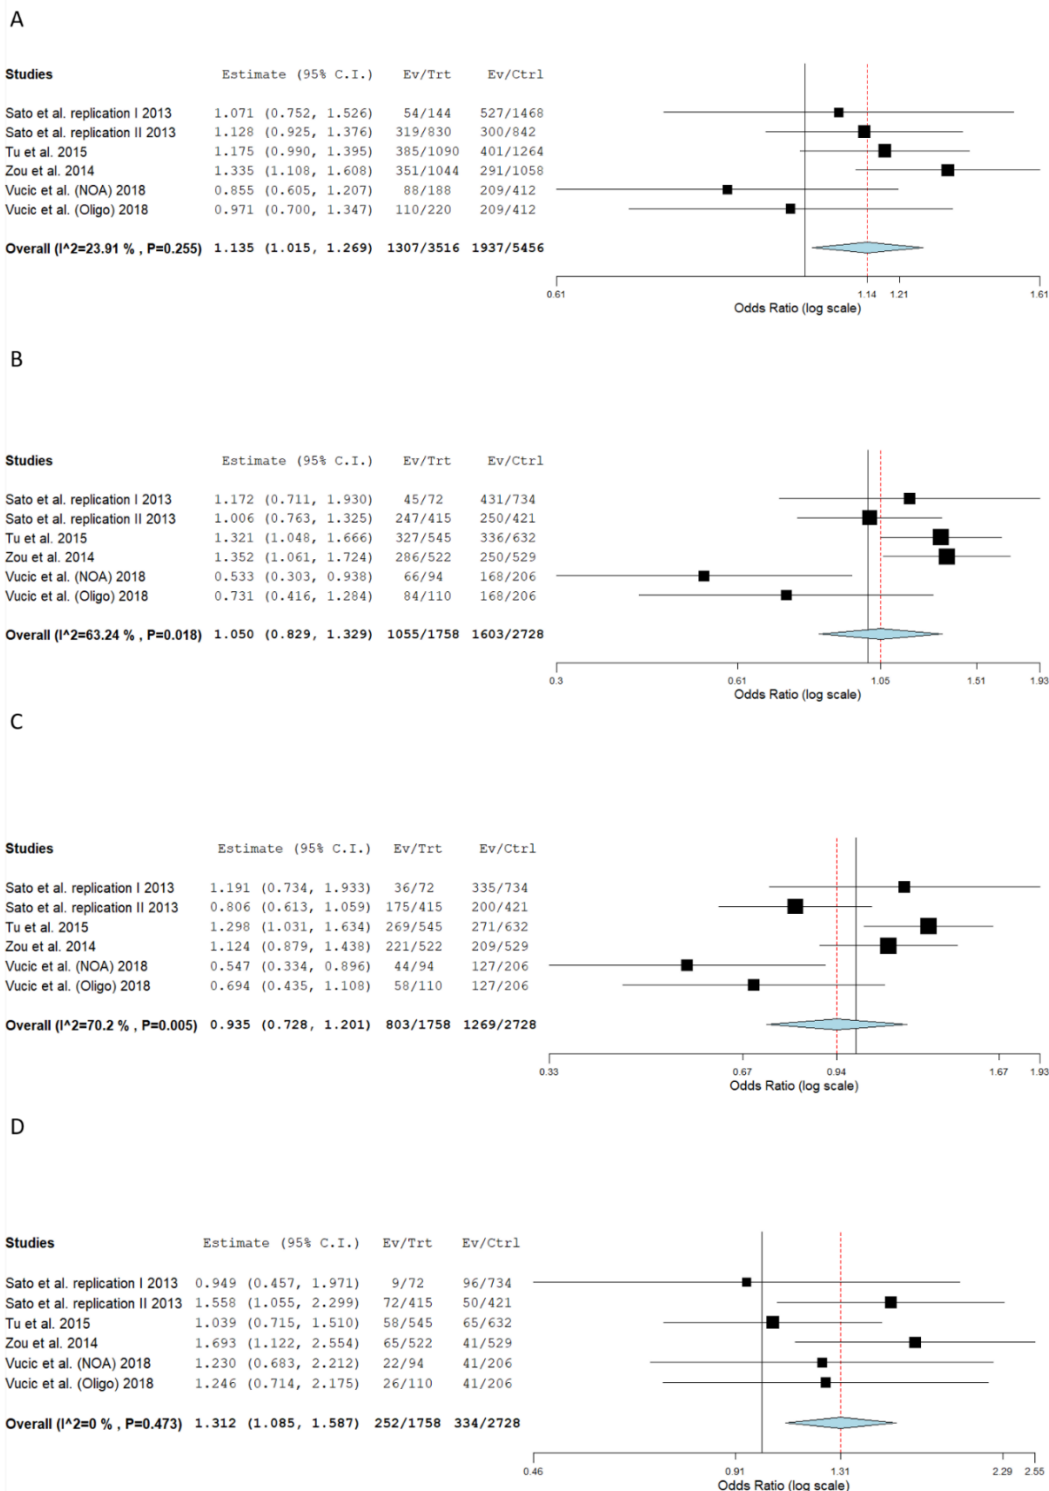 A
Studies Estimate (95% C.I.) Ev/Trt Ev/Ctrl
Sato et al. replication I 2013 1.071 (0.752, 1.526) 54/144 527/1468
Sato et al. replication II 2013 1.128 (0.925, 1.376) 319/830 300/842
Tu et al. 2015 1.175 (0.990, 1.395) 385/1090 401/1264
Zou et al. 2014 1.335 (1.108, 1.608) 351/1044 291/1058
Vucic et al. (NOA) 2018 0.855 (0.605, 1.207) 88/188 209/412
Vucic et al. (Oligo) 2018 0.971 (0.700, 1.347) 110/220 209/412
Overall (I^2=23.91 % , P=0.255) 1.135 (1.015, 1.269) 1307/3516 1937/5456
0.61 1.14 1.21 1.61
Odds Ratio (log scale)
B
Studies Estimate (95% C.I.) Ev/Trt Ev/Ctrl
Sato et al. replication I 2013 1.172 (0.711, 1.930) 45/72 431/734
Sato et al. replication II 2013 1.006 (0.763, 1.325) 247/415 250/421
Tu et al. 2015 1.321 (1.048, 1.666) 327/545 336/632
Zou et al. 2014 1.352 (1.061, 1.724) 286/522 250/529
Vucic et al. (NOA) 2018 0.533 (0.303, 0.938) 66/94 168/206
Vucic et al. (Oligo) 2018 0.731 (0.416, 1.284) 84/110 168/206
Overall (I^2=63.24 % , P=0.018) 1.050 (0.829, 1.329) 1055/1758 1603/2728
0.3 0.61 1.05 1.51 1.93
Odds Ratio (log scale)
C
Studies Estimate (95% C.I.) Ev/Trt Ev/Ctrl
Sato et al. replication I 2013 1.191 (0.734, 1.933) 36/72 335/734
Sato et al. replication II 2013 0.806 (0.613, 1.059) 175/415 200/421
Tu et al. 2015 1.298 (1.031, 1.634) 269/545 271/632
Zou et al. 2014 1.124 (0.879, 1.438) 221/522 209/529
Vucic et al. (NOA) 2018 0.547 (0.334, 0.896) 44/94 127/206
Vucic et al. (Oligo) 2018 0.694 (0.435, 1.108) 58/110 127/206
Overall (I^2=70.2 % , P=0.005) 0.935 (0.728, 1.201) 803/1758 1269/2728
0.33 0.67 0.94 1.67 1.93
Odds Ratio (log scale)
D
Studies Estimate (95% C.I.) Ev/Trt Ev/Ctrl
Sato et al. replication I 2013 0.949 (0.457, 1.971) 9/72 96/734
Sato et al. replication II 2013 1.558 (1.055, 2.299) 72/415 50/421
Tu et al. 2015 1.039 (0.715, 1.510) 58/545 65/632
Zou et al. 2014 1.693 (1.122, 2.554) 65/522 41/529
Vucic et al. (NOA) 2018 1.230 (0.683, 2.212) 22/94 41/206
Vucic et al. (Oligo) 2018 1.246 (0.714, 2.175) 26/110 41/206
Overall (I^2=0 % , P=0.473) 1.312 (1.085, 1.587) 252/1758 334/2728
0.46 0.91 1.31 2.29 2.55
Odds Ratio (log scale)